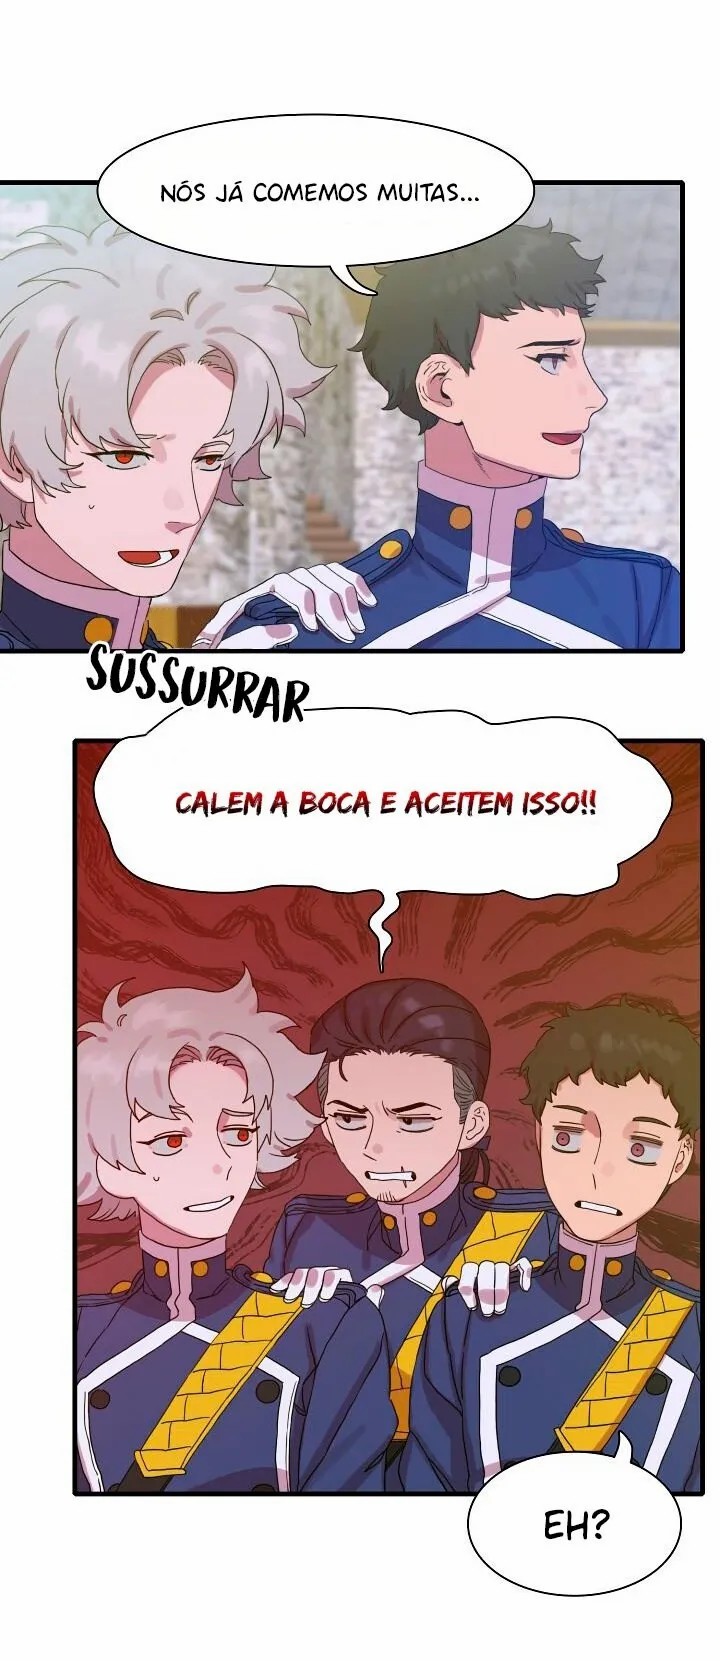 NÓS JÁ COMEMOS MUITAS...
SUSSURRAR
CALEM A BOCA E ACEITEM ISSO!!
EH?